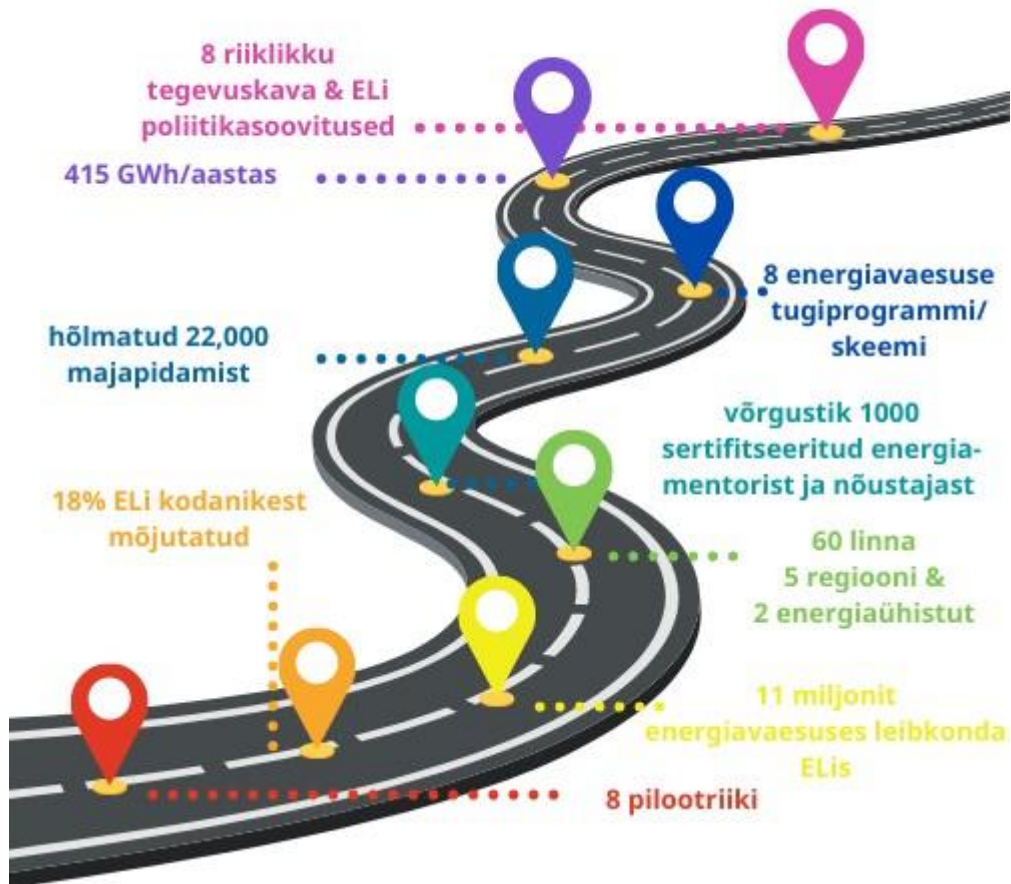 8 riiklikku
tegevuskava & ELi
poliitikasoovitused
415 GWh/aastas
8 energiavaesuse
tugiprogrammi/
skeemi
hõlmatud 22,000
majapidamist
võrgustik 1000
sertifitseeritud energia-
mentorist ja nõustajast
18% ELi kodanikest
mõjutatud
60 linna
5 regiooni &
2 energiaühistut
11 miljonit
energiavaesuses leibkonda
ELis
8 pilootriiki